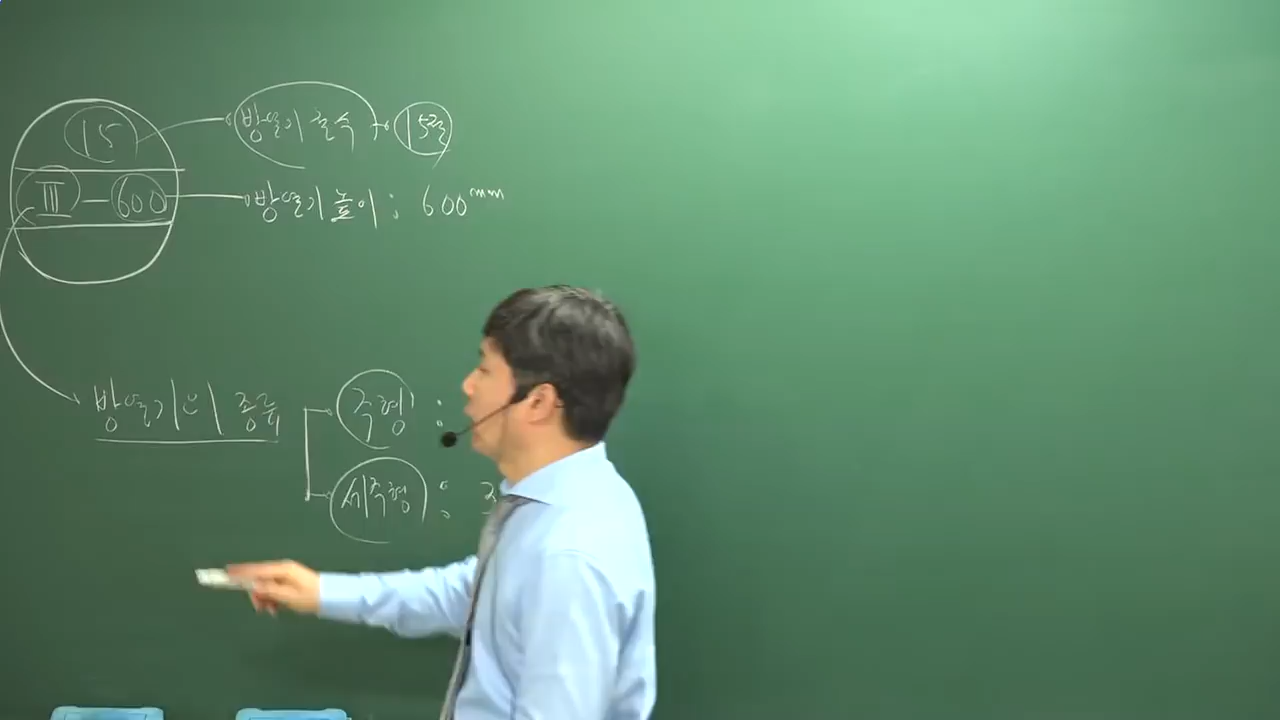 15 방열기 절수 15절
Ⅲ - 600 방열기 높이 : 600mm
방열기의 종류
주형 :
세주형 : 3